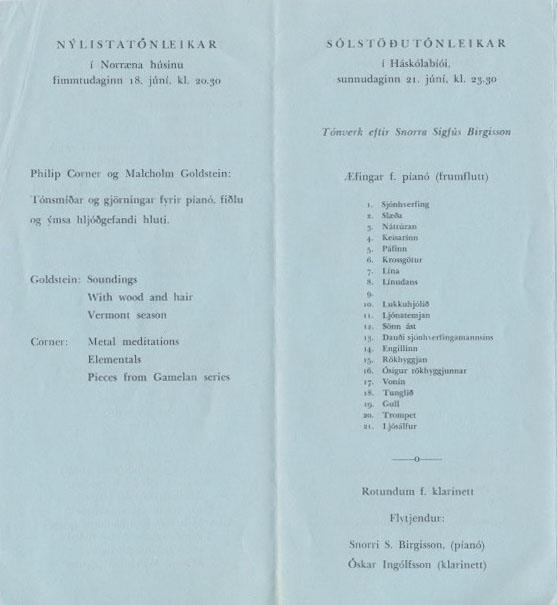 NÝLISTATÓNLEIKAR
í Norræna húsinu
fimmtudaginn 18. júní, kl. 20.30
Philip Corner og Malcholm Goldstein:
Tónsmíðar og gjörningar fyrir píanó, fiðlu
og ýmsa hljóðgefandi hluti.
Goldstein: Soundings
With wood and hair
Vermont season
Corner: Metal meditations
Elementals
Pieces from Gamelan series
SÓLSTÖÐUTÓNLEIKAR
í Háskólabíói,
sunnudaginn 21. júní, kl. 23.30
Tónverk eftir Snorra Sigfús Birgisson
Æfingar f. píanó (frumflutt)
1. Sjónhverfing
2. Slæða
3. Náttúran
4. Keisarinn
5. Páfinn
6. Krossgötur
7. Lína
8. Línudans
9.
10. Lukkuhjólið
11. Ljónatemjan
12. Sönn ást
13. Dauði sjónhverfingamannsins
14. Engillinn
15. Rökhyggjan
16. Ósigur rökhyggjunnar
17. Vonin
18. Tunglið
19. Gull
20. Trompet
21. Ljósálfur
o
Rotundum f. klarinett
Flytjendur:
Snorri S. Birgisson, (píanó)
Óskar Ingólfsson (klarinett)